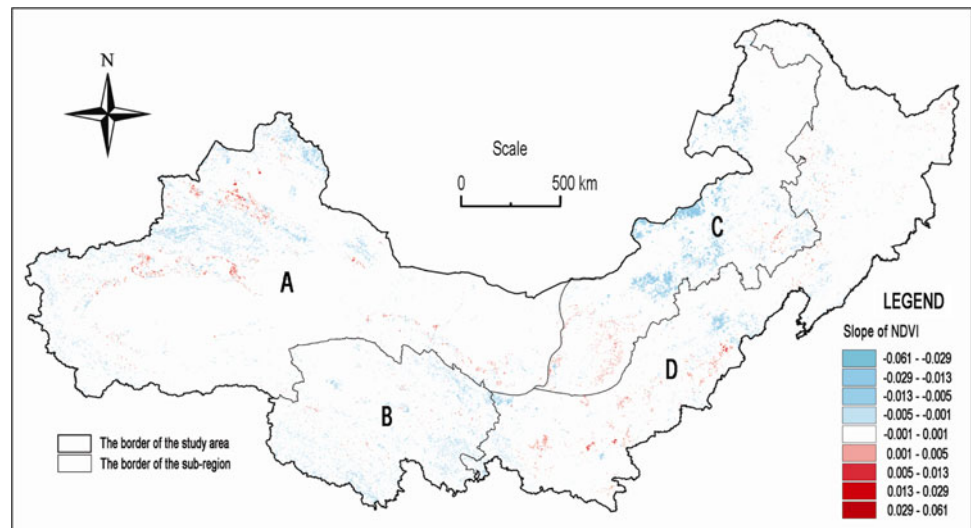 N
Scale
0 500 km
C
A
D
B
The border of the study area
The border of the sub-region
LEGEND
Slope of NDVI
-0.061 - -0.029
-0.029 - -0.013
-0.013 - -0.005
-0.005 - -0.001
-0.001 - 0.001
0.001 - 0.005
0.005 - 0.013
0.013 - 0.029
0.029 - 0.061